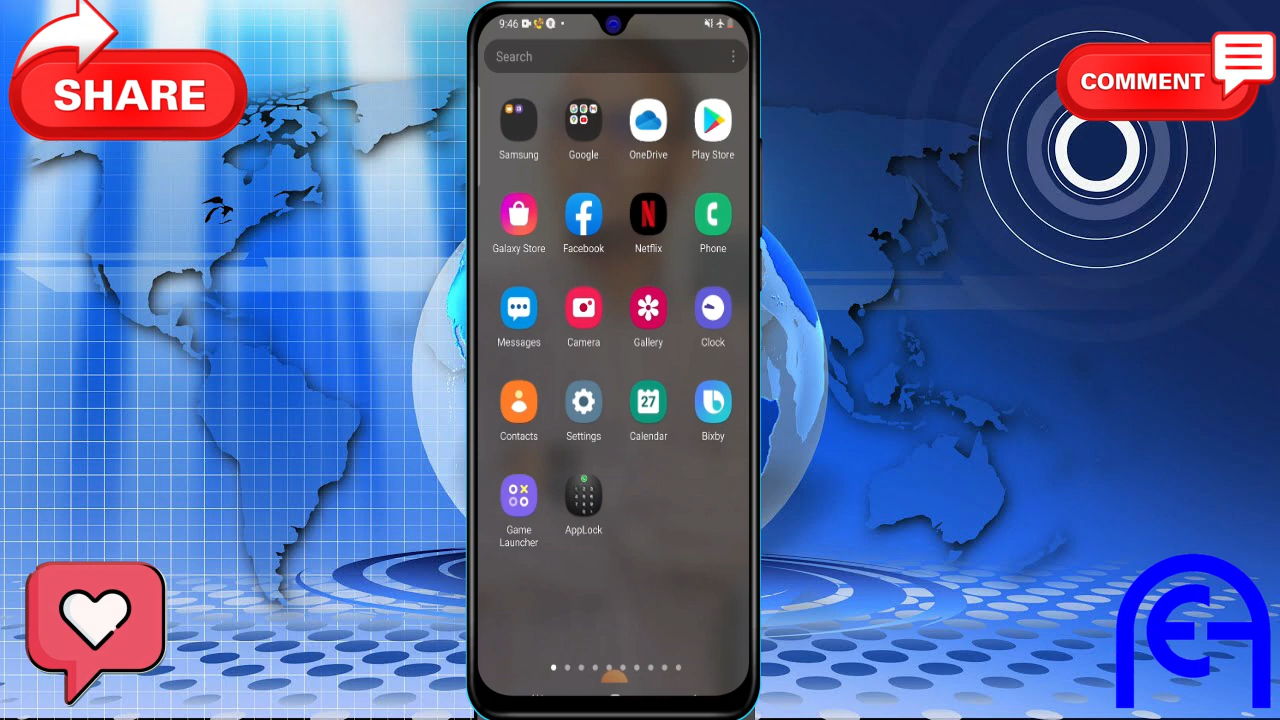 SHARE
COMMENT
9:46
Search
Samsung
Google
OneDrive
Play Store
Galaxy Store
Facebook
N
Netflix
Phone
Messages
Camera
Gallery
Clock
27
Contacts
Settings
Calendar
Bixby
Game
Launcher
AppLock